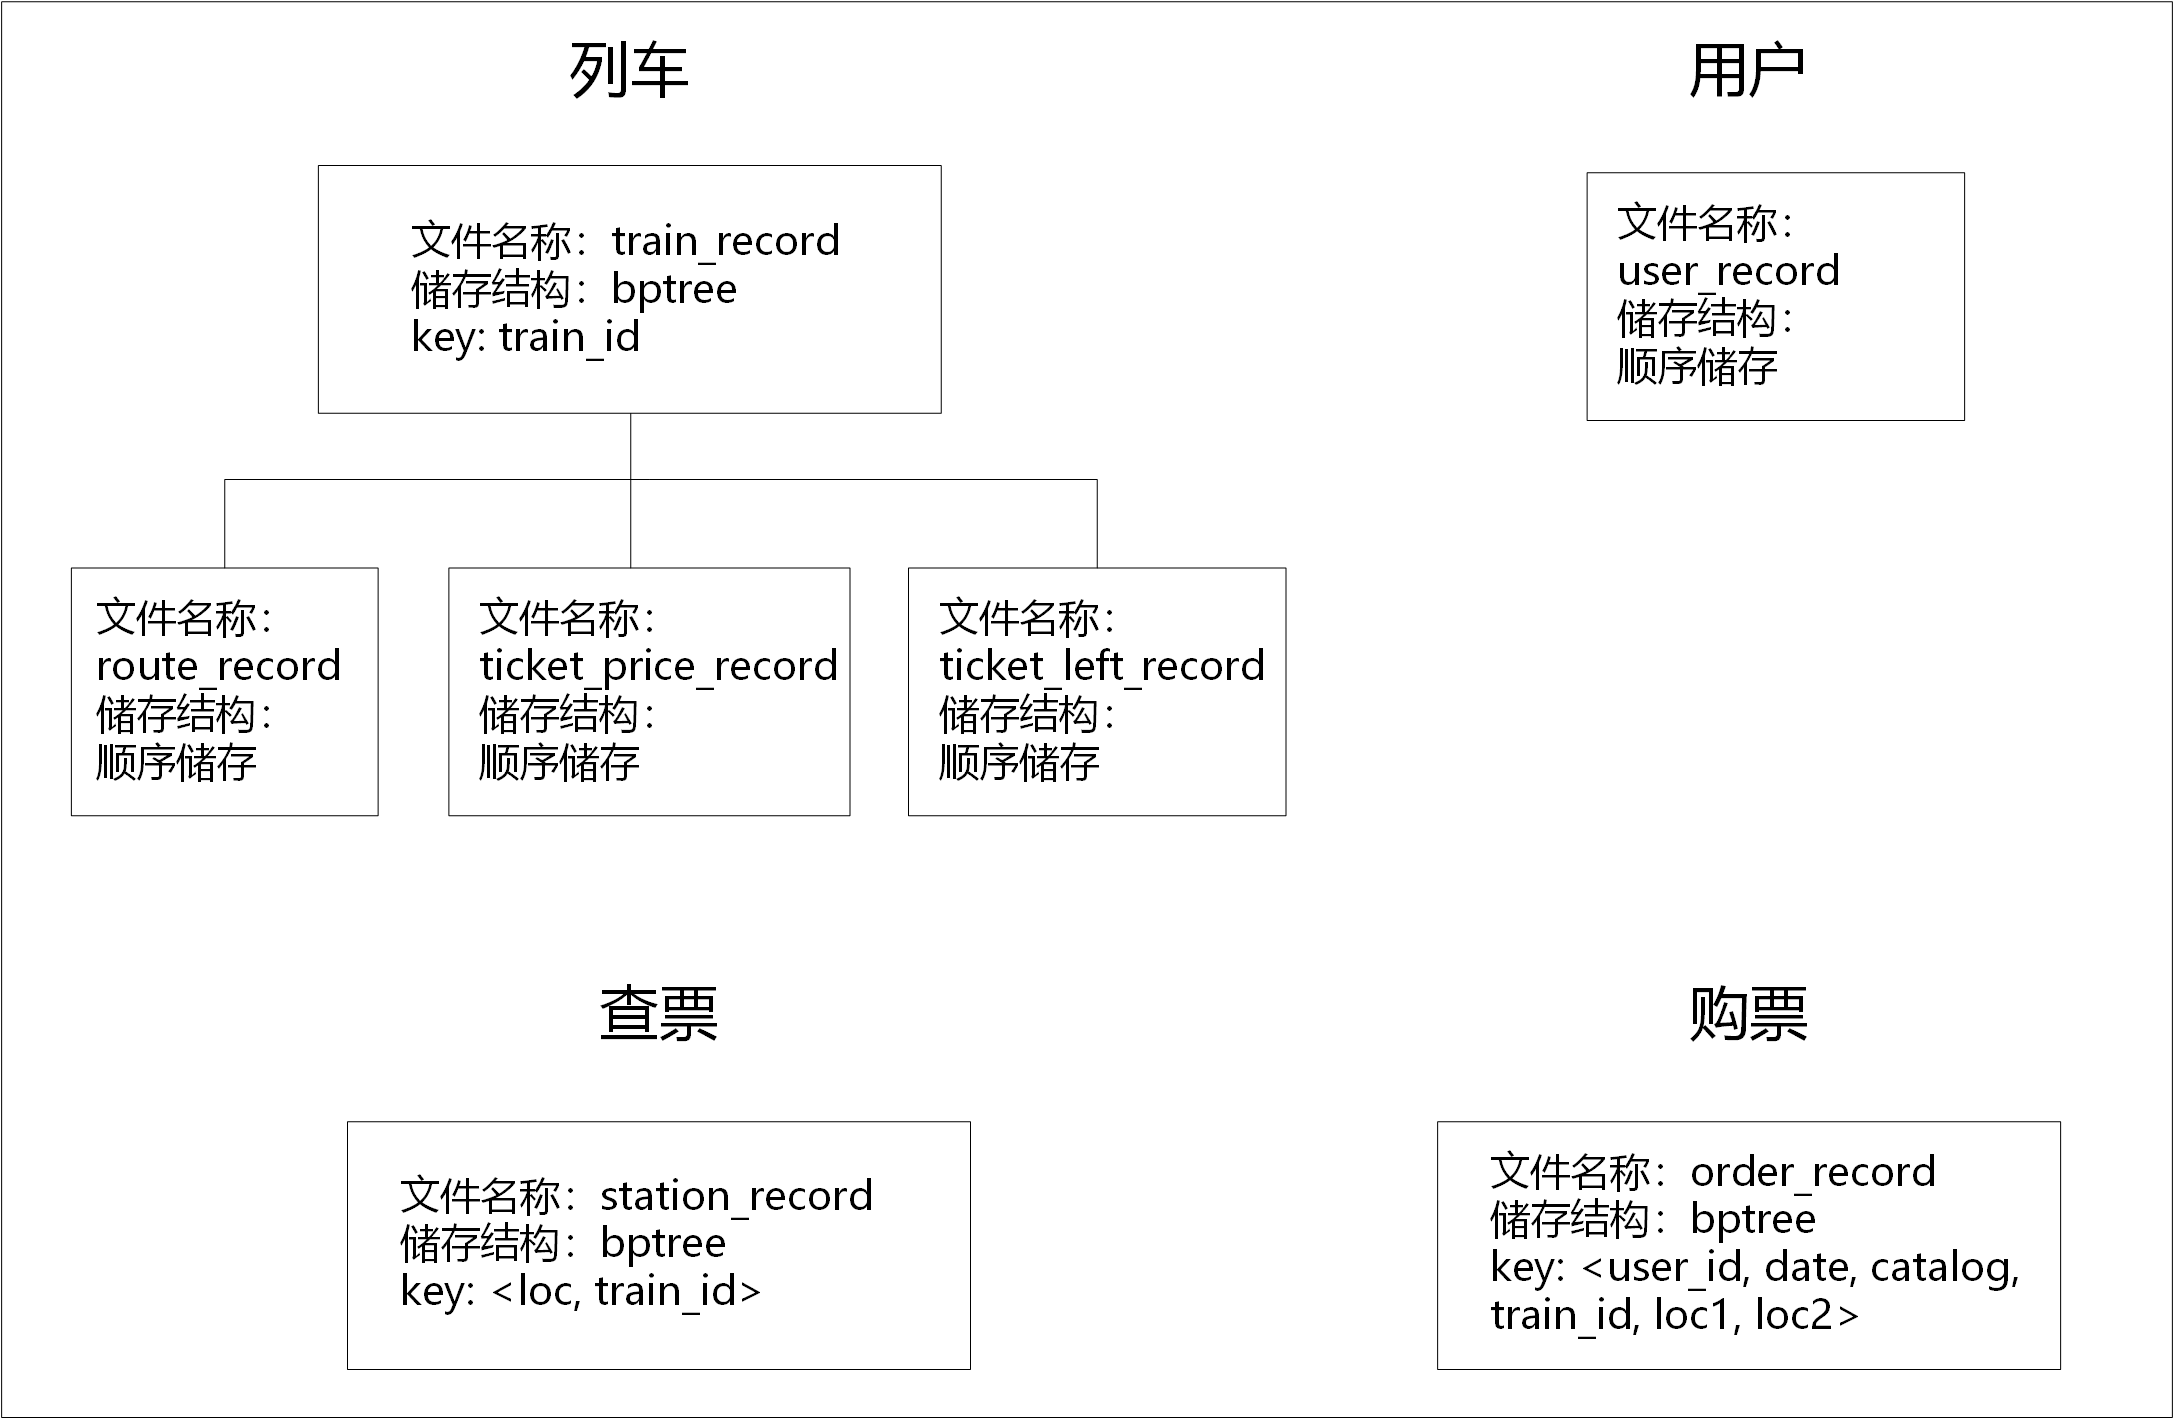 列车
文件名称：train_record
储存结构：bptree
key: train_id
文件名称：
route_record
储存结构：
顺序储存
文件名称：
ticket_price_record
储存结构：
顺序储存
文件名称：
ticket_left_record
储存结构：
顺序储存
用户
文件名称：
user_record
储存结构：
顺序储存
查票
文件名称：station_record
储存结构：bptree
key: <loc, train_id>
购票
文件名称：order_record
储存结构：bptree
key: <user_id, date, catalog,
train_id, loc1, loc2>